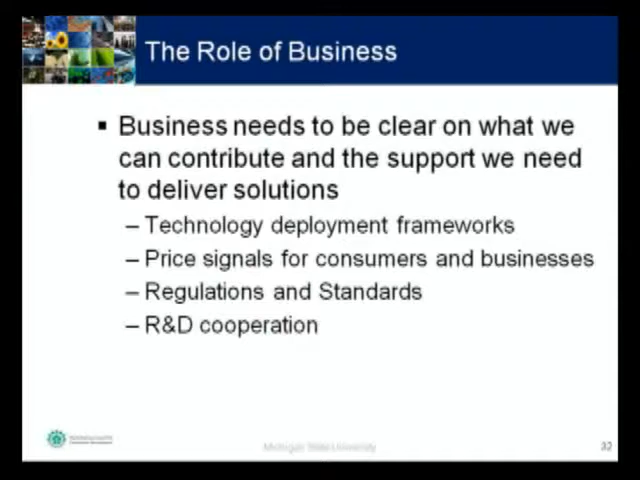 The Role of Business
▪ Business needs to be clear on what we
can contribute and the support we need
to deliver solutions
– Technology deployment frameworks
– Price signals for consumers and businesses
– Regulations and Standards
– R&D cooperation
Michigan State University
32